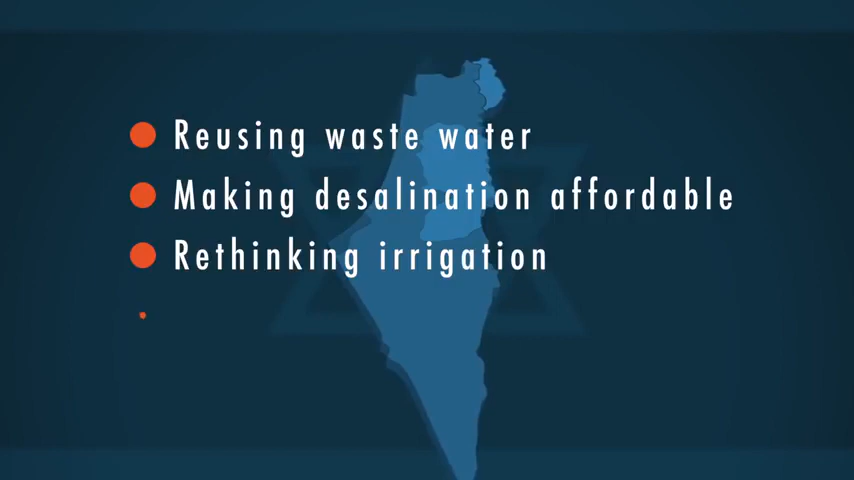 Reusing waste water
Making desalination affordable
Rethinking irrigation